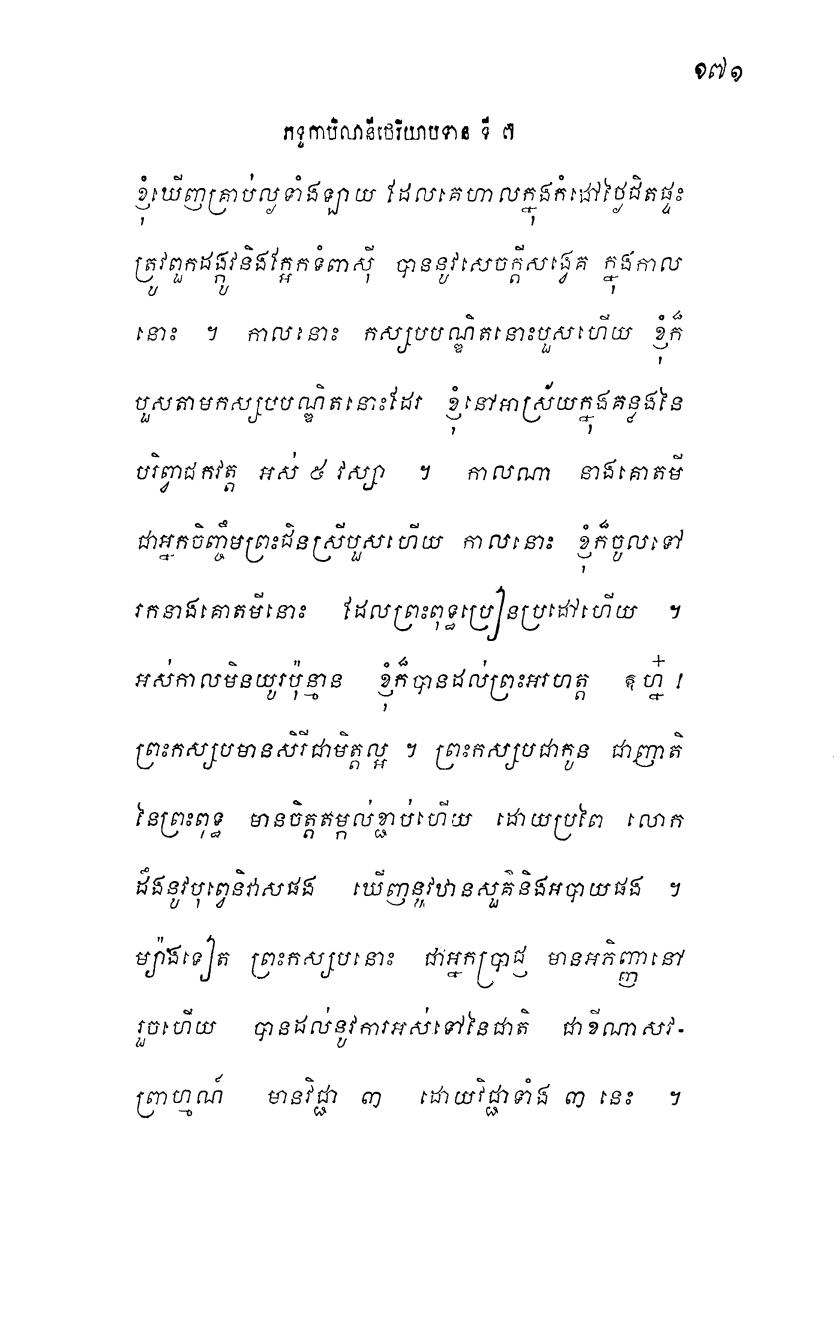 ១៧១
ភទ្ទកាបិលានីថេរិយាបទាន ទី ៧
ខ្ញុំឃើញគ្រាប់ល្ងទាំងឡាយ ដែលគេហាលក្នុងកំដៅថ្ងៃជិតផ្ទះ
ត្រូវពួកដង្កូវនិងក្អែកទំពាស៊ី បាននូវសេចក្តីសង្វេគ ក្នុងកាល
នោះ ។ កាលនោះ កស្សបបណ្ឌិតនោះបួសហើយ ខ្ញុំក៏
បួសតាមកស្សបបណ្ឌិតនោះដែរ ខ្ញុំនៅអាស្រ័យក្នុងគន្លងនៃ
បរិព្វាជកវត្ត អស់ ៥ វស្សា ។ កាលណា នាងគោតមី
ជាអ្នកចិញ្ចឹមព្រះជិនស្រីបួសហើយ កាលនោះ ខ្ញុំក៏ចូលទៅ
រកនាងគោតមីនោះ ដែលព្រះពុទ្ធប្រៀនប្រដៅហើយ ។
អស់កាលមិនយូរប៉ុន្មាន ខ្ញុំក៏បានដល់ព្រះអរហត្ត ឱហ្ន៎ !
ព្រះកស្សបមានសិរីជាមិត្តល្អ ។ ព្រះកស្សបជាកូន ជាញាតិ
នៃព្រះពុទ្ធ មានចិត្តតម្កល់ខ្ជាប់ហើយ ដោយប្រពៃ លោក
ដឹងនូវបុព្វេនិវាសផង ឃើញនូវឋានសួគ៌និងអបាយផង ។
ម្យ៉ាងទៀត ព្រះកស្សបនោះ ជាអ្នកប្រាជ្ញ មានអភិញ្ញានៅ
រួចហើយ បានដល់នូវការអស់ទៅនៃជាតិ ជាខីណាសវ-
ព្រាហ្មណ៍ មានវិជ្ជា ៣ ដោយវិជ្ជាទាំង ៣ នេះ ។